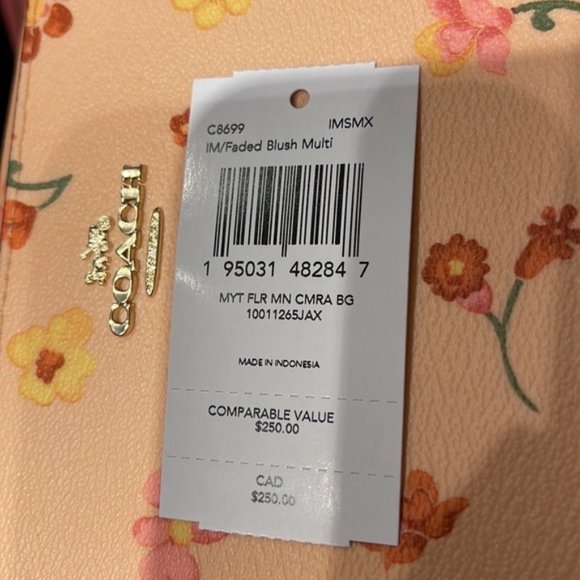 C8699 IMSMX
IM/Faded Blush Multi
1 95031 48284 7
MYT FLR MN CMRA BG
10011265JAX
MADE IN INDONESIA
COMPARABLE VALUE
$250.00
CAD
$250.00
COACH